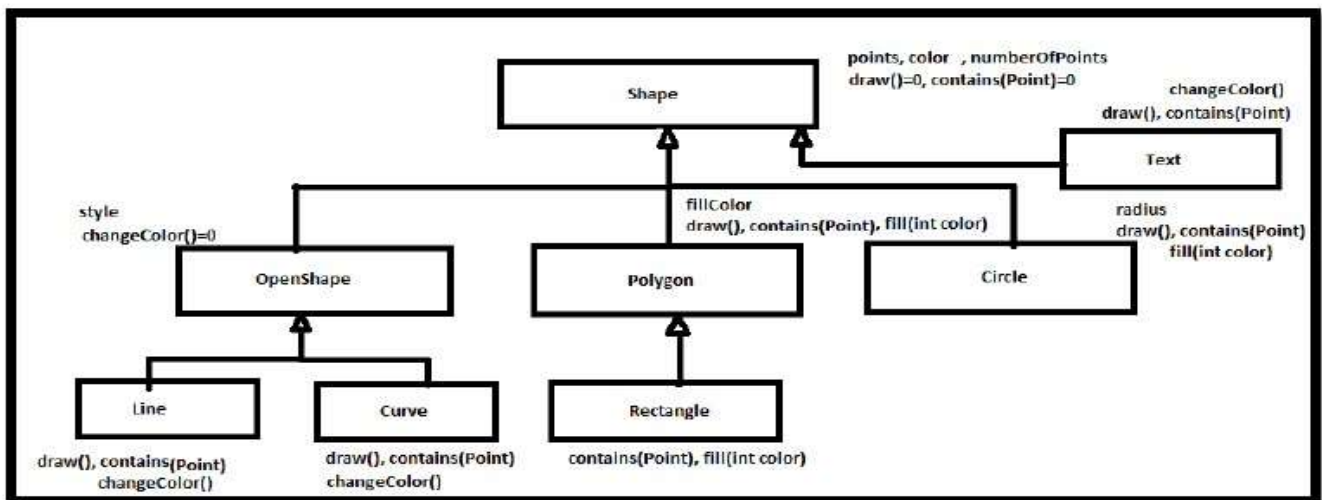 points, color , numberOfPoints
draw()=0, contains(Point)=0
Shape
changeColor()
draw(), contains(Point)
Text
style
changeColor()=0
fillColor
draw(), contains(Point), fill(int color)
radius
draw(), contains(Point)
fill(int color)
OpenShape
Polygon
Circle
Line
Curve
Rectangle
draw(), contains(Point)
changeColor()
draw(), contains(Point)
changeColor()
contains(Point), fill(int color)